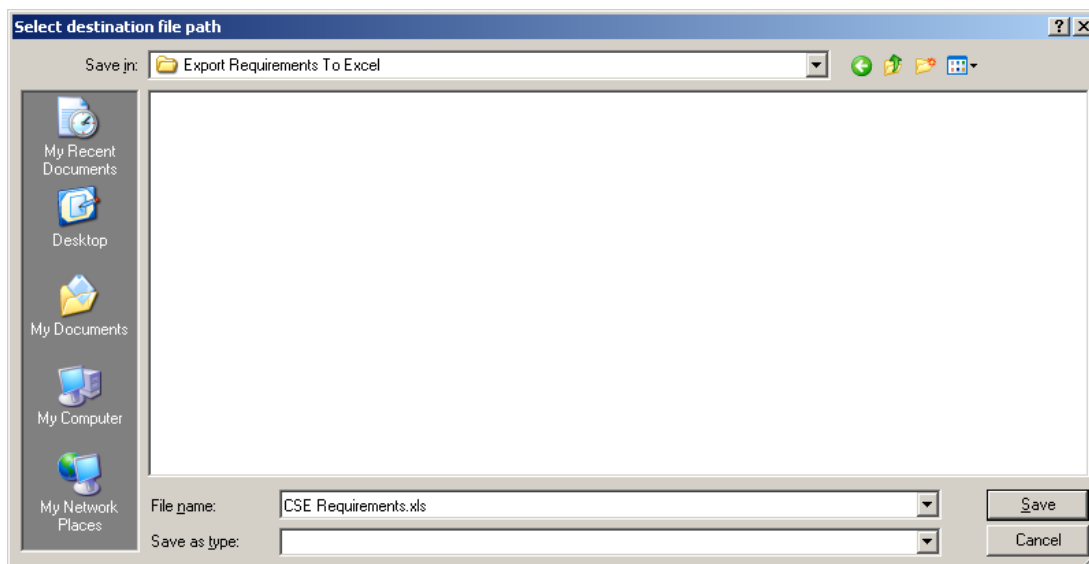 Select destination file path
Save in: Export Requirements To Excel
My Recent
Documents
Desktop
My Documents
My Computer
My Network
Places
File name: CSE Requirements.xls Save
Save as type: Cancel